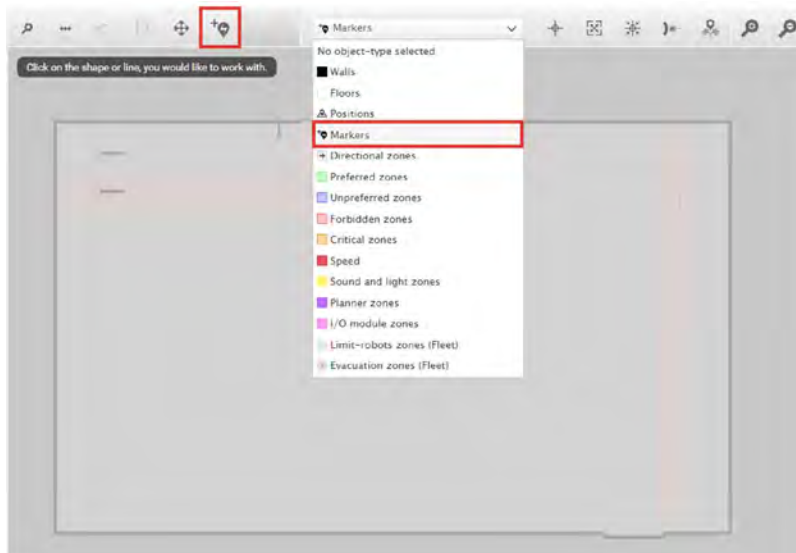 Markers
No object-type selected
Click on the shape or line, you would like to work with.
Walls
Floors
Positions
Markers
Directional zones
Preferred zones
Unpreferred zones
Forbidden zones
Critical zones
Speed
Sound and light zones
Planner zones
I/O module zones
Limit-robots zones (Fleet)
Evacuation zones (Fleet)